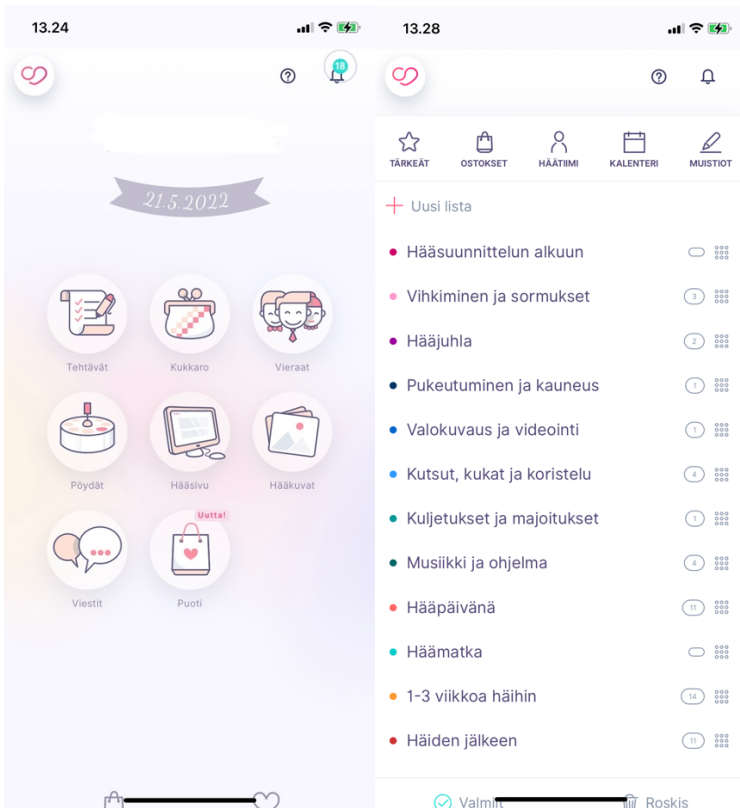 13.24
18
21.5.2022
Tehtävät
Kukkaro
Vieraat
Pöydät
Hääsivu
Hääkuvat
Uutta!
Viestit
Puoti
13.28
TÄRKEÄT
OSTOKSET
HÄÄTIIMI
KALENTERI
MUISTIOT
Uusi lista
Hääsuunnittelun alkuun
Vihkiminen ja sormukset 3
Hääjuhla 2
Pukeutuminen ja kauneus 1
Valokuvaus ja videointi 1
Kutsut, kukat ja koristelu 4
Kuljetukset ja majoitukset 1
Musiikki ja ohjelma 4
Hääpäivänä 11
Häämatka
1-3 viikkoa häihin 14
Häiden jälkeen 11
Roskis